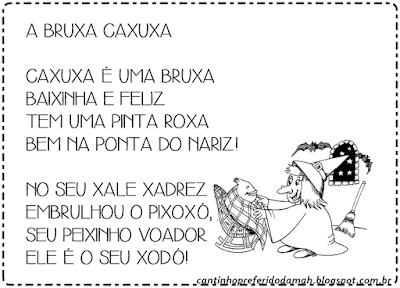 A BRUXA CAXUXA
CAXUXA É UMA BRUXA
BAIXINHA E FELIZ
TEM UMA PINTA ROXA
BEM NA PONTA DO NARIZ!
NO SEU XALE XADREZ
EMBRULHOU O PIXOXÓ,
SEU PEIXINHO VOADOR
ELE É O SEU XODÓ!
cantinhopreferidodamah.blogspot.com.br